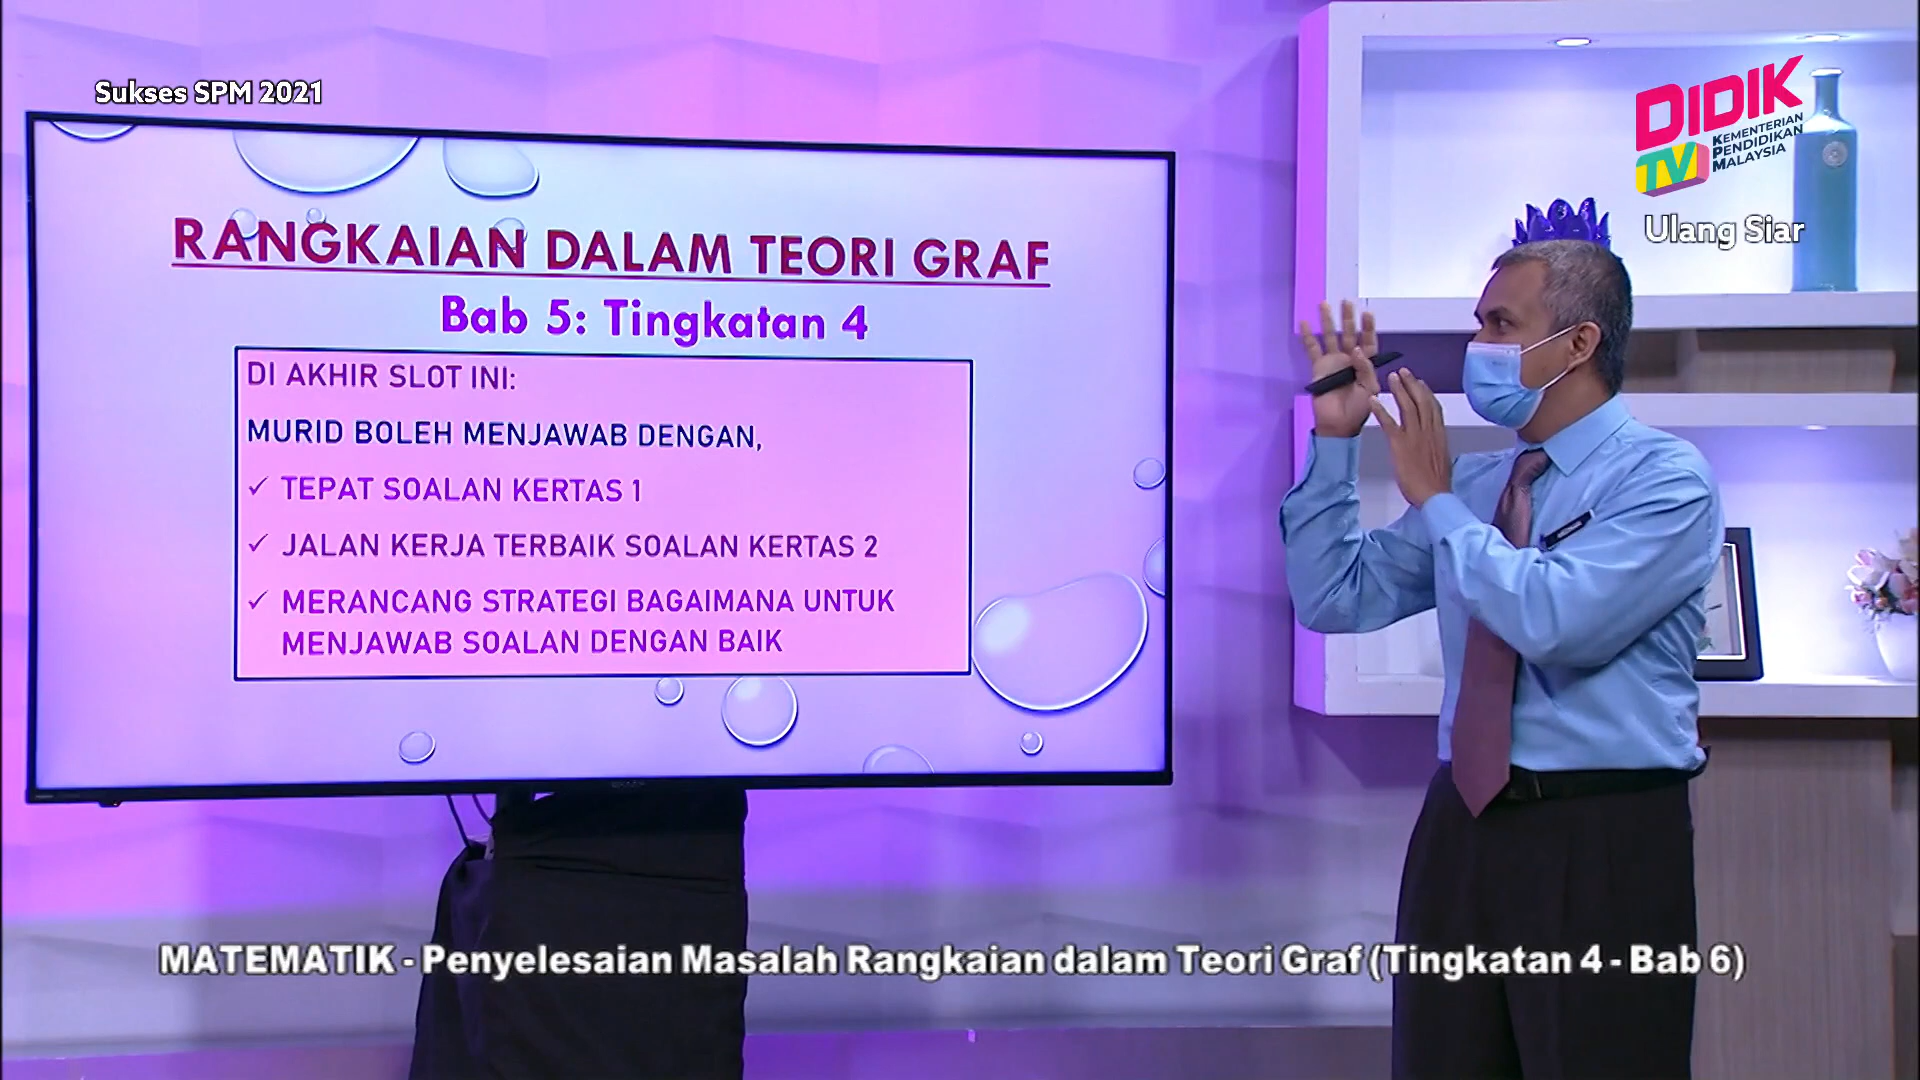 Sukses SPM 2021
DIDIK
TV
KEMENTERIAN
PENDIDIKAN
MALAYSIA
Ulang Siar
RANGKAIAN DALAM TEORI GRAF
Bab 5: Tingkatan 4
DI AKHIR SLOT INI:
MURID BOLEH MENJAWAB DENGAN,
✓ TEPAT SOALAN KERTAS 1
✓ JALAN KERJA TERBAIK SOALAN KERTAS 2
✓ MERANCANG STRATEGI BAGAIMANA UNTUK
MENJAWAB SOALAN DENGAN BAIK
MATEMATIK - Penyelesaian Masalah Rangkaian dalam Teori Graf (Tingkatan 4 - Bab 6)